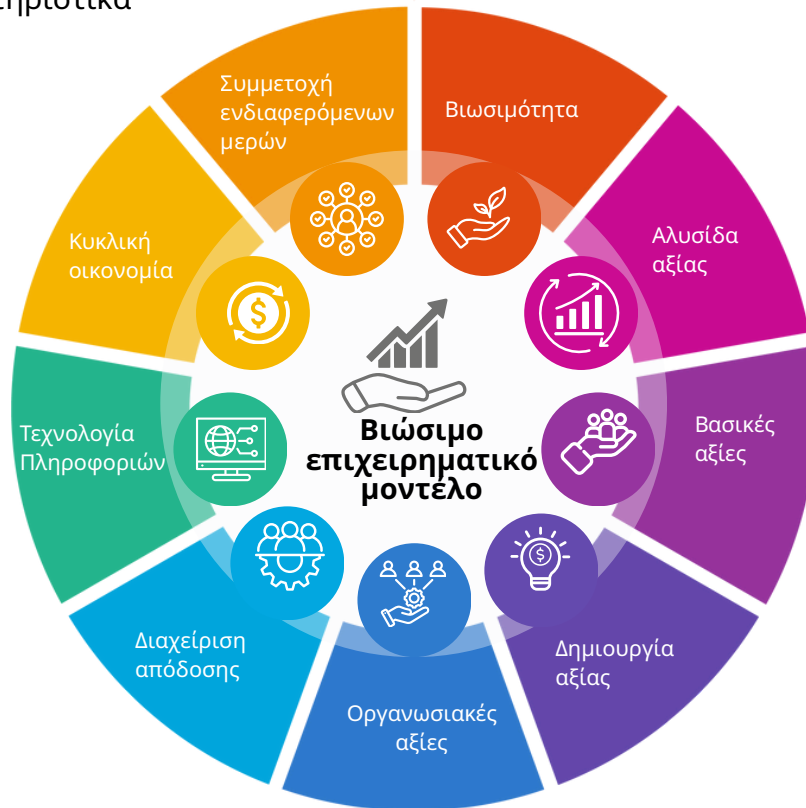 Συμμετοχή
ενδιαφερόμενων
μερών
Βιωσιμότητα
Αλυσίδα
αξίας
Βασικές
αξίες
Δημιουργία
αξίας
Οργανωσιακές
αξίες
Διαχείριση
απόδοσης
Τεχνολογία
Πληροφοριών
Κυκλική
οικονομία
Βιώσιμο
επιχειρηματικό
μοντέλο